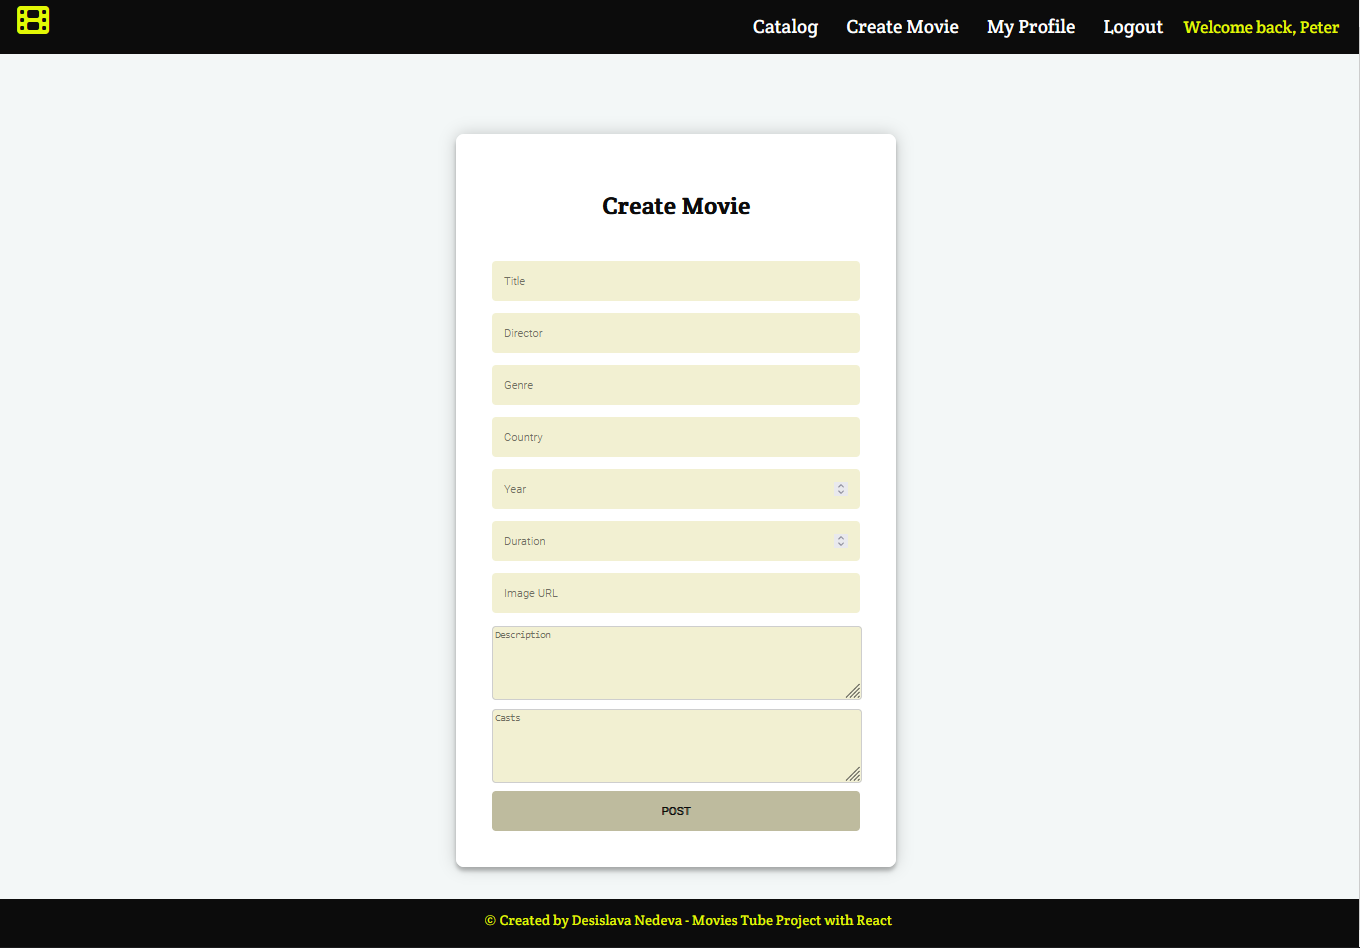 Catalog Create Movie My Profile Logout Welcome back, Peter
Create Movie
Title
Director
Genre
Country
Year
Duration
Image URL
Description
Casts
POST
© Created by Desislava Nedeva - Movies Tube Project with React